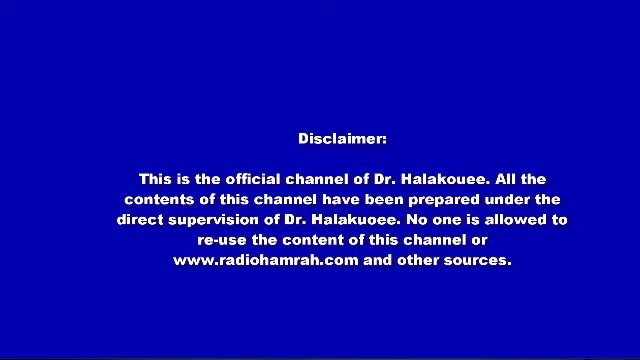 Disclaimer:
This is the official channel of Dr. Halakouee. All the
contents of this channel have been prepared under the
direct supervision of Dr. Halakuoee. No one is allowed to
re-use the content of this channel or
www.radiohamrah.com and other sources.